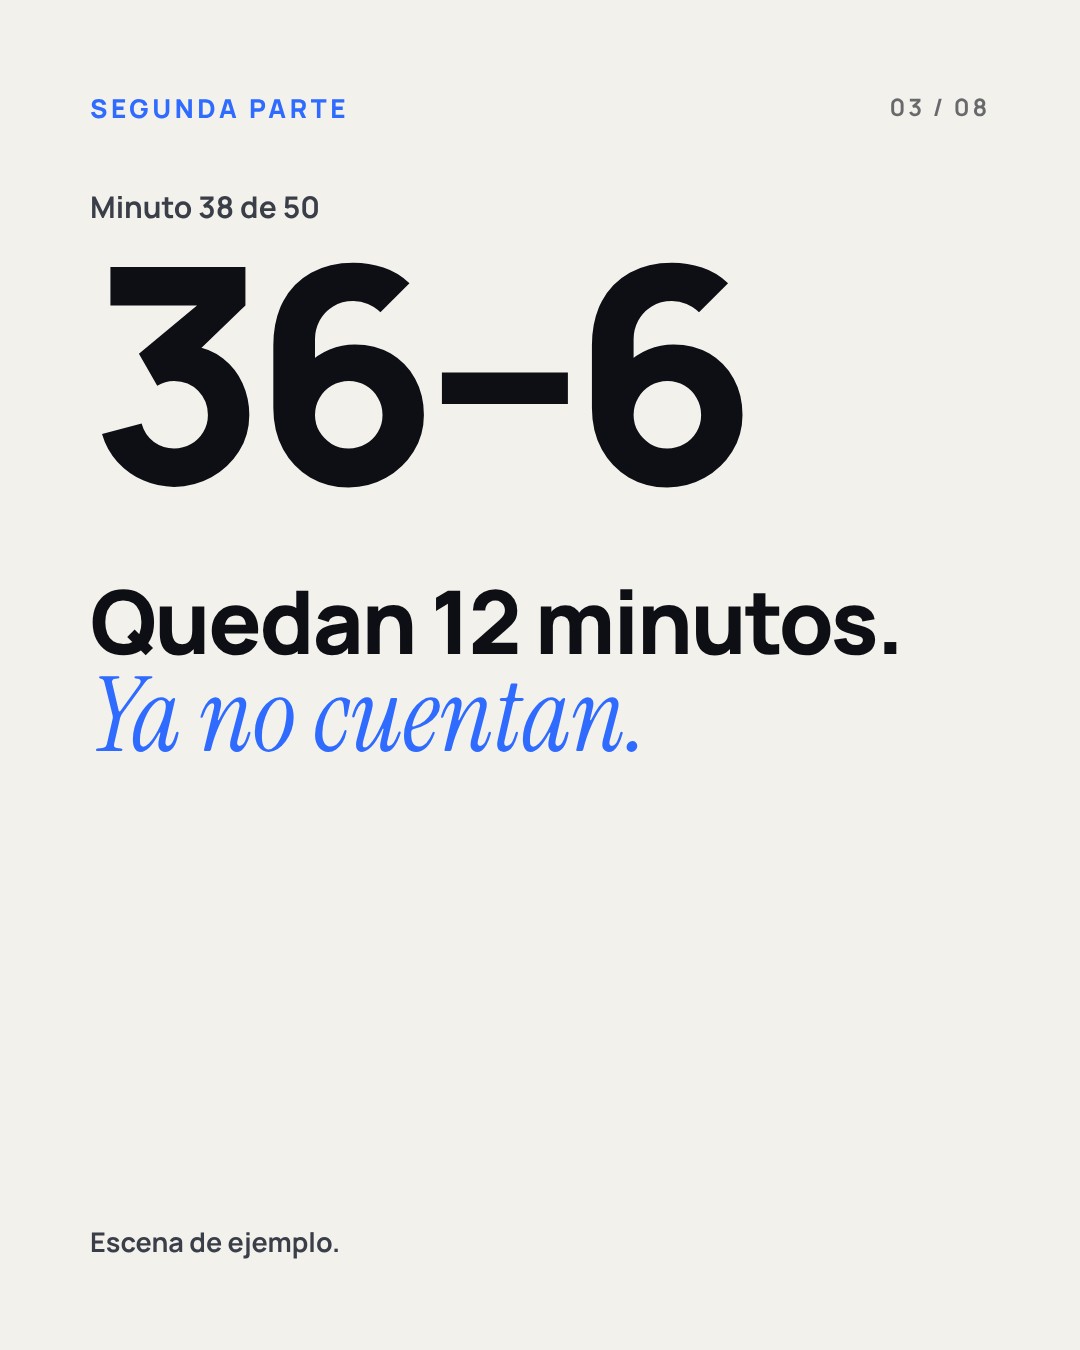 SEGUNDA PARTE
03 / 08
Minuto 38 de 50
36–6
Quedan 12 minutos.
Ya no cuentan.
Escena de ejemplo.